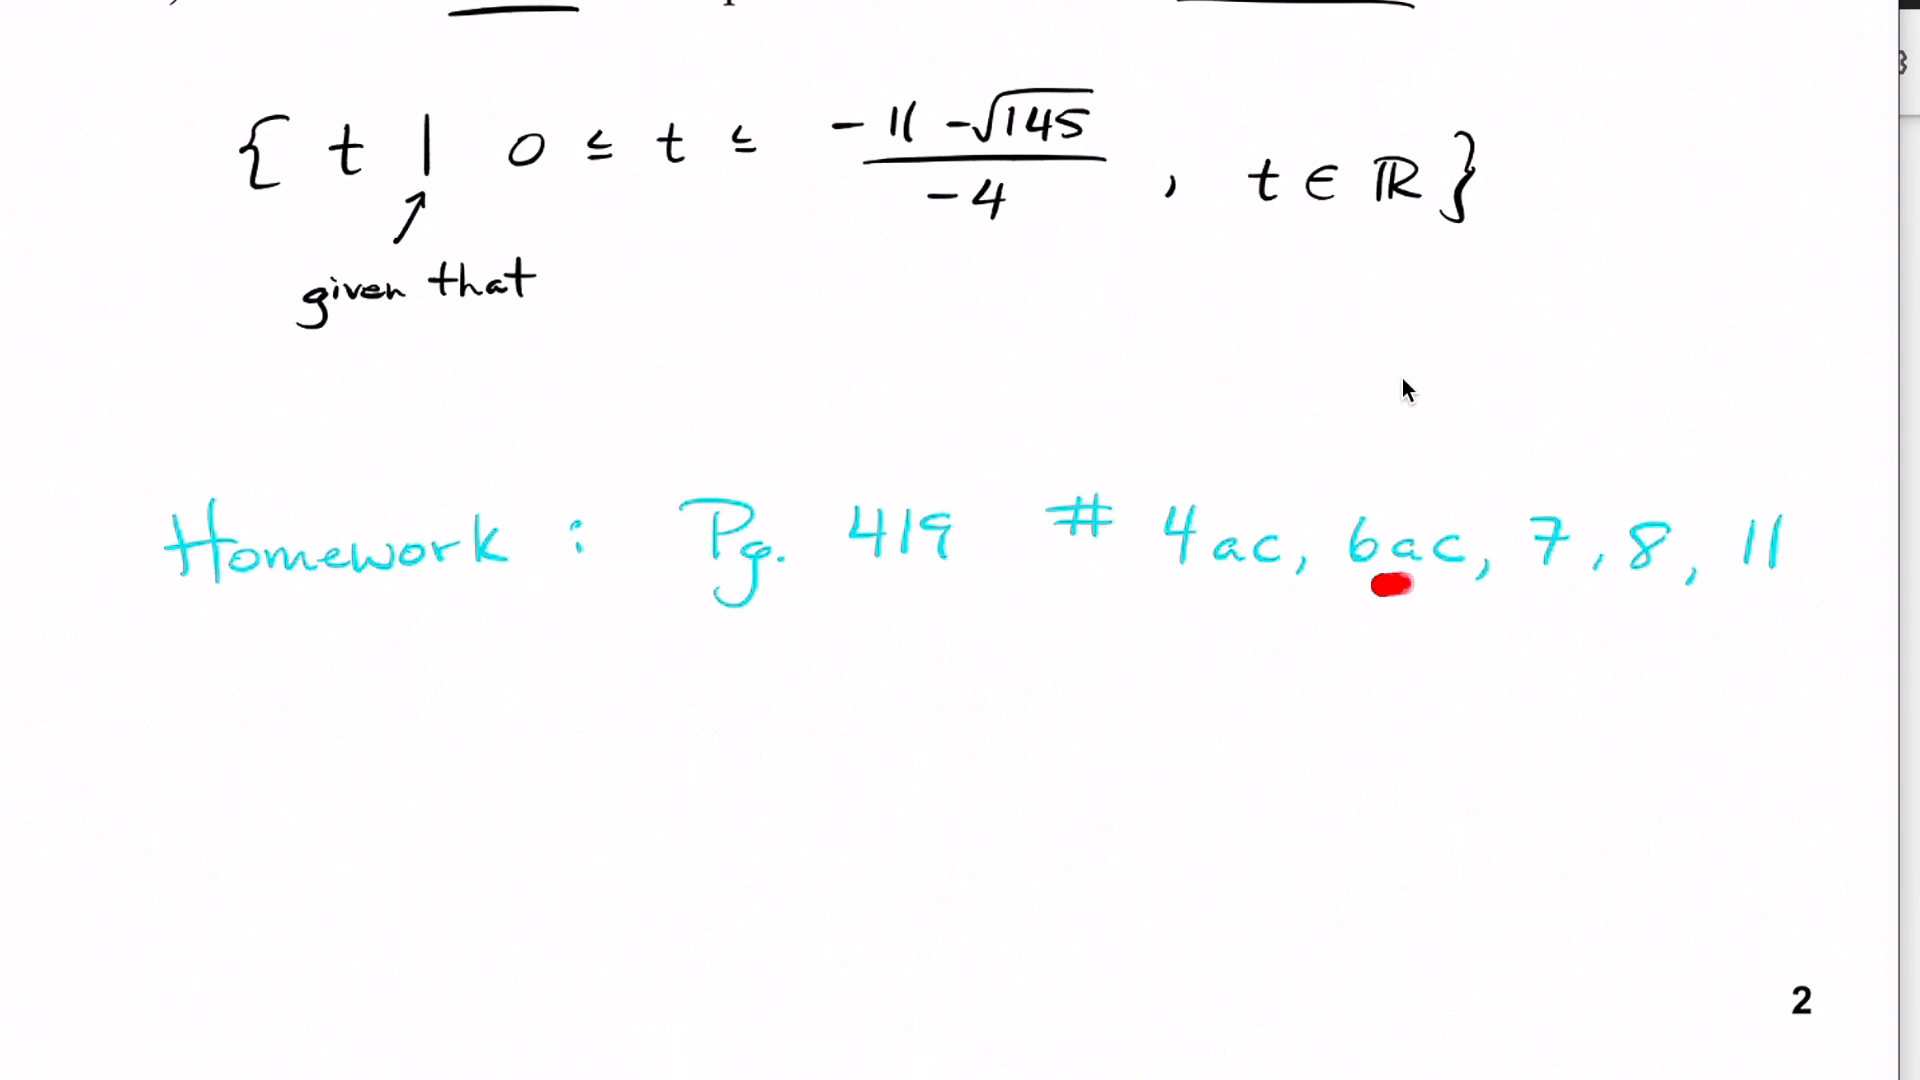 { t | 0 ≤ t ≤ (-11 - √145) / -4 , t ∈ ℝ }
given that
Homework : Pg. 419 # 4ac, 6ac, 7, 8, 11
2